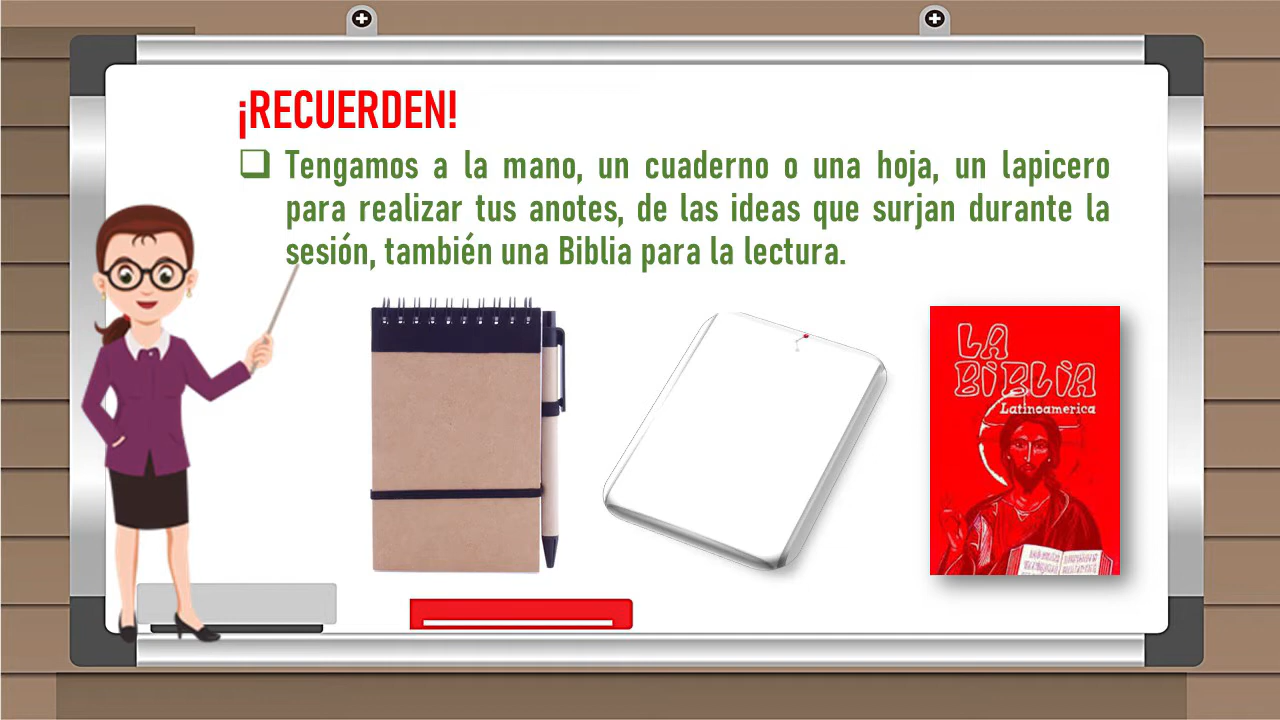 ¡RECUERDEN!
Tengamos a la mano, un cuaderno o una hoja, un lapicero
para realizar tus anotes, de las ideas que surjan durante la
sesión, también una Biblia para la lectura.
LA
BIBLIA
Latinoamerica